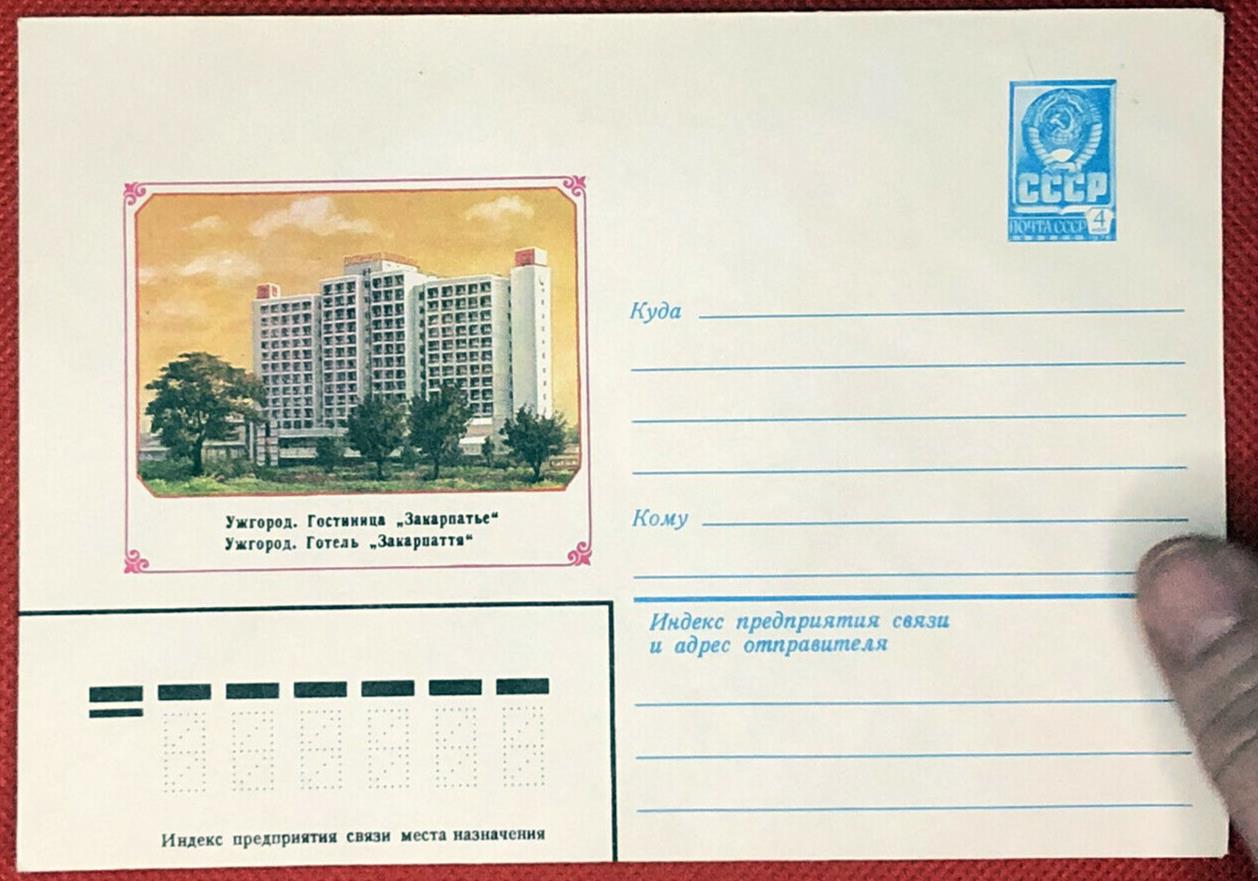 СССР
ПОЧТА СССР 4
Куда
Ужгород. Гостиница „Закарпатье“
Ужгород. Готель „Закарпаття“
Кому
Индекс предприятия связи
и адрес отправителя
Индекс предприятия связи места назначения